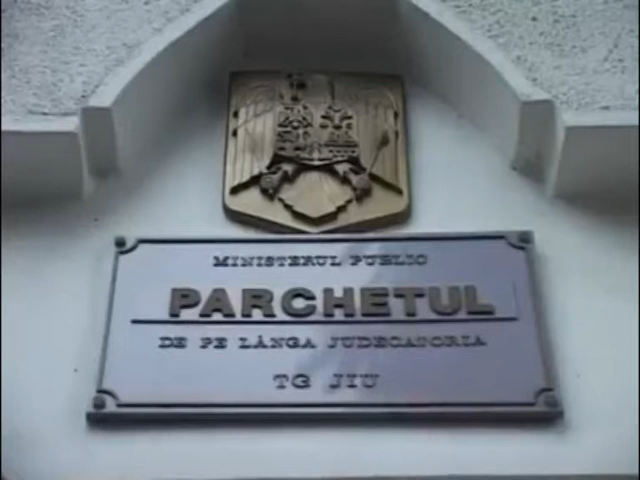 MINISTERUL PUBLIC
PARCHETUL
DE PE LÂNGA JUDECATORIA
TG JIU